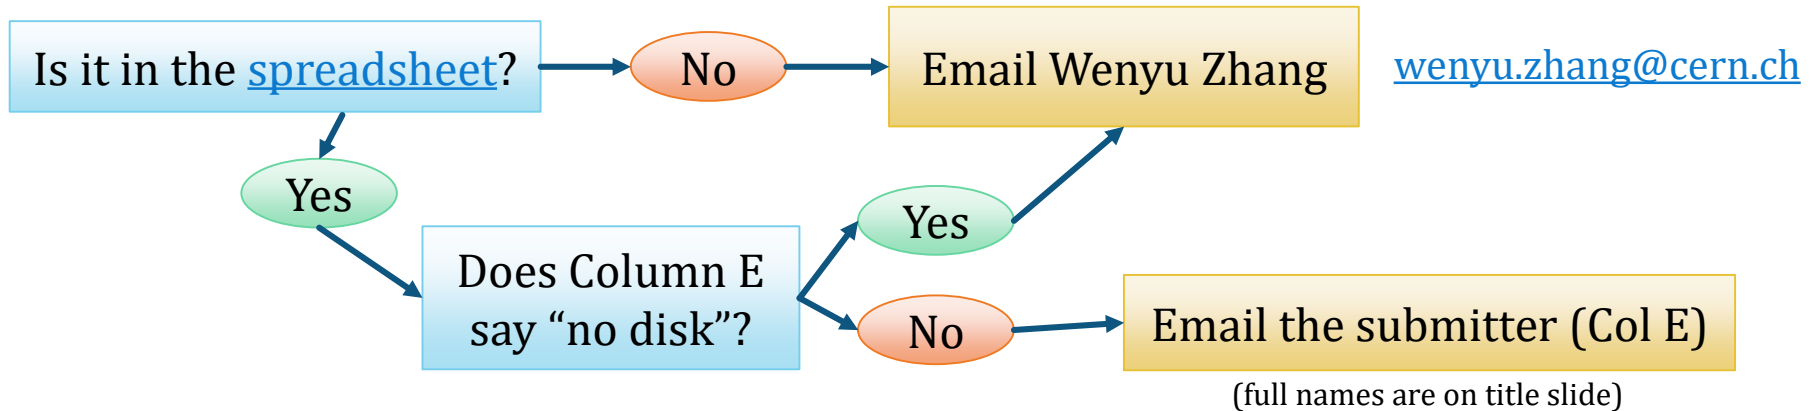 Is it in the spreadsheet?
No
Email Wenyu Zhang
wenyu.zhang@cern.ch
Yes
Does Column E
say “no disk”?
Yes
No
Email the submitter (Col E)
(full names are on title slide)